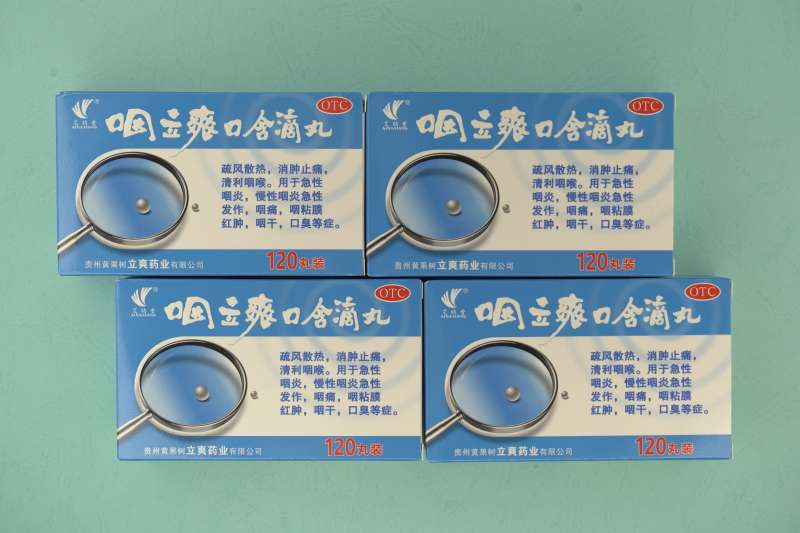 OTC
咽立爽口含滴丸
疏风散热,消肿止痛,
清利咽喉。用于急性
咽炎,慢性咽炎急性
发作,咽痛,咽粘膜
红肿,咽干,口臭等症。
贵州黄果树立爽药业有限公司
120丸装
OTC
咽立爽口含滴丸
疏风散热,消肿止痛,
清利咽喉。用于急性
咽炎,慢性咽炎急性
发作,咽痛,咽粘膜
红肿,咽干,口臭等症。
贵州黄果树立爽药业有限公司
120丸装
OTC
咽立爽口含滴丸
疏风散热,消肿止痛,
清利咽喉。用于急性
咽炎,慢性咽炎急性
发作,咽痛,咽粘膜
红肿,咽干,口臭等症。
贵州黄果树立爽药业有限公司
120丸装
OTC
咽立爽口含滴丸
疏风散热,消肿止痛,
清利咽喉。用于急性
咽炎,慢性咽炎急性
发作,咽痛,咽粘膜
红肿,咽干,口臭等症。
贵州黄果树立爽药业有限公司
120丸装